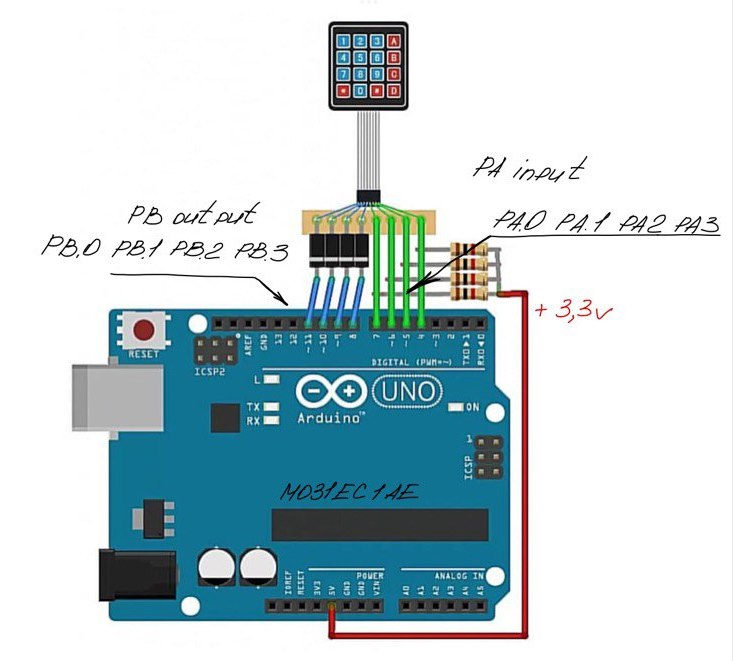 1 2 3 A
4 5 6 B
7 8 9 C
* 0 * D
PA input
PB output
PA.0 PA.1 PA2 PA3
PB.0 PB.1 PB.2 PB.3
+ 3,3v
RESET
ICSP2
AREF
GND
13
12
~11
~10
~9
8
7
~6
~5
4
~3
2
TX0▶1
RX0◀0
DIGITAL (PWM=~)
L
TX
RX
Arduino™
UNO
ON
1
ICSP
M031EC1AE
POWER
ANALOG IN
IOREF
RESET
3V3
5V
GND
GND
VIN
A0
A1
A2
A3
A4
A5